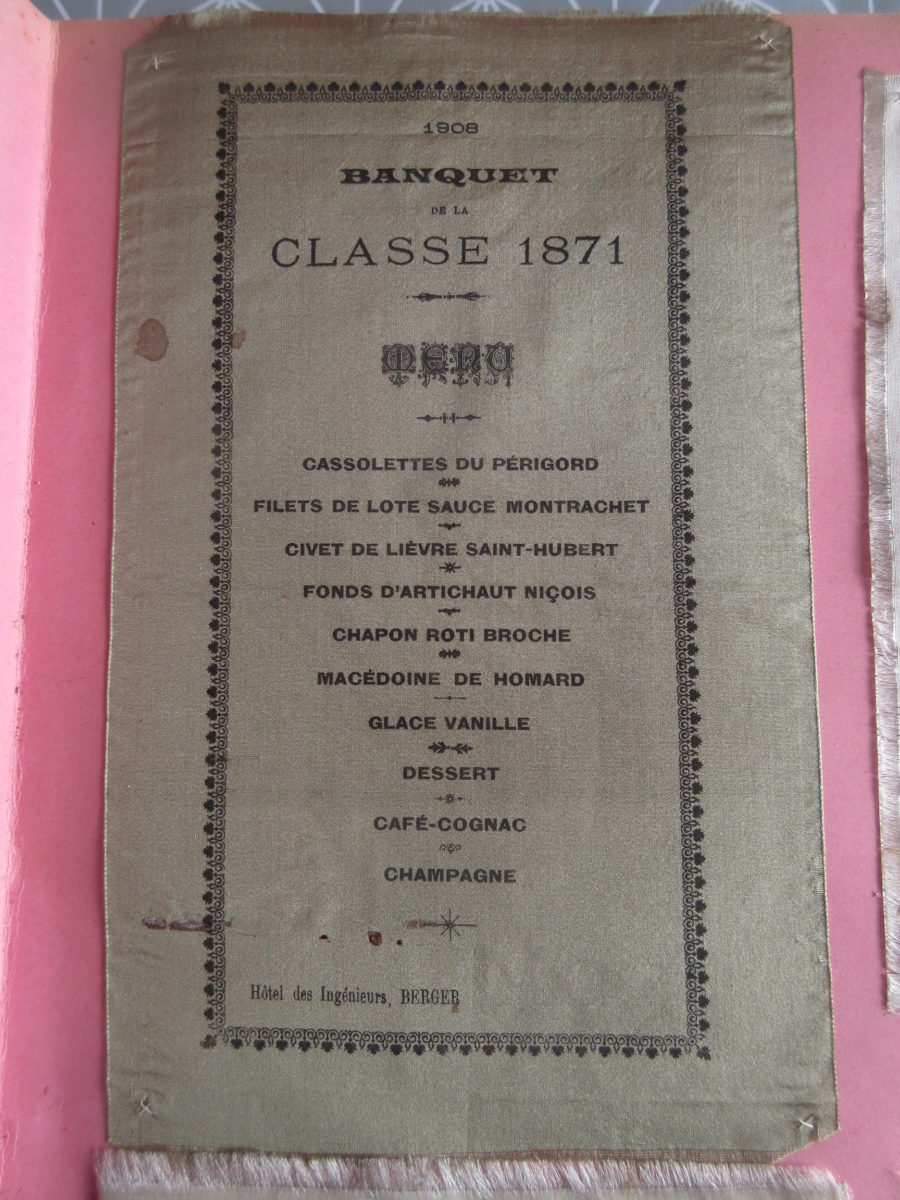 1908
BANQUET
DE LA
CLASSE 1871
MENU
CASSOLETTES DU PÉRIGORD
FILETS DE LOTE SAUCE MONTRACHET
CIVET DE LIÈVRE SAINT-HUBERT
FONDS D'ARTICHAUT NIÇOIS
CHAPON ROTI BROCHE
MACÉDOINE DE HOMARD
GLACE VANILLE
DESSERT
CAFÉ-COGNAC
CHAMPAGNE
Hôtel des Ingénieurs, BERGER